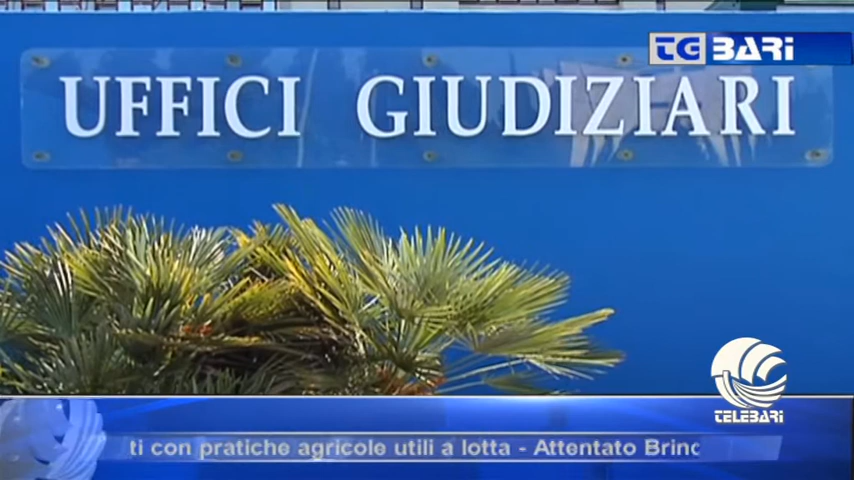 TG BARI
UFFICI GIUDIZIARI
TELEBARI
ti con pratiche agricole utili a lotta - Attentato Brinc